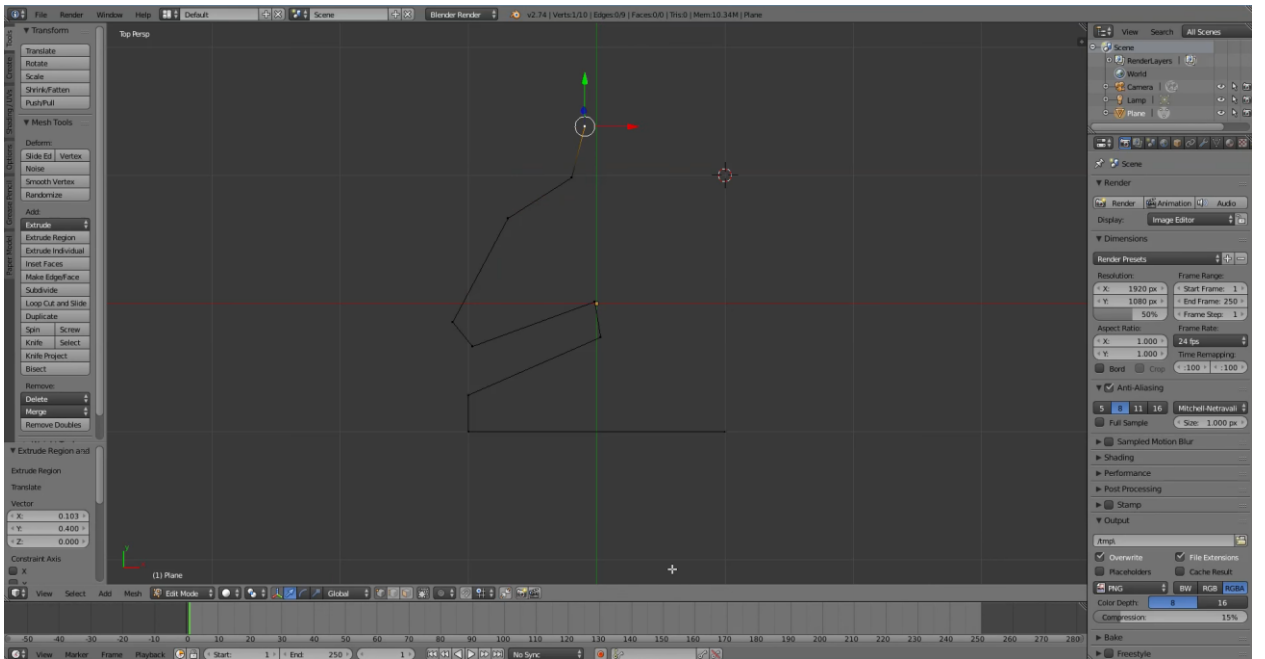 File Render Window Help Default Scene Blender Render v2.74 | Verts:1/10 | Edges:0/9 | Faces:0/0 | Tris:0 | Mem:10.34M | Plane
Tools
Create
Shading / UVs
Options
Grease Pencil
Paper Model
Transform
Translate
Rotate
Scale
Shrink/Fatten
Push/Pull
Mesh Tools
Deform:
Slide Ed Vertex
Noise
Smooth Vertex
Randomize
Add:
Extrude
Extrude Region
Extrude Individual
Inset Faces
Make Edge/Face
Subdivide
Loop Cut and Slide
Duplicate
Spin Screw
Knife Select
Knife Project
Bisect
Remove:
Delete
Merge
Remove Doubles
Extrude Region and
Extrude Region
Translate
Vector
X: 0.103
Y: 0.400
Z: 0.000
Constraint Axis
X
Top Persp
y
(1) Plane
View Select Add Mesh Edit Mode Global
-50 -40 -30 -20 -10 0 10 20 30 40 50 60 70 80 90 100 110 120 130 140 150 160 170 180 190 200 210 220 230 240 250 260 270 280
View Marker Frame Playback Start: 1 End: 250 1 No Sync
View Search All Scenes
Scene
RenderLayers |
World
Camera |
Lamp |
Plane |
Scene
Render
Render Animation Audio
Display: Image Editor
Dimensions
Render Presets
Resolution: Frame Range:
X: 1920 px Start Frame: 1
Y: 1080 px End Frame: 250
50% Frame Step: 1
Aspect Ratio: Frame Rate:
X: 1.000 24 fps
Y: 1.000 Time Remapping:
Bord Crop :100 :100
Anti-Aliasing
5 8 11 16 Mitchell-Netravali
Full Sample Size: 1.000 px
Sampled Motion Blur
Shading
Performance
Post Processing
Stamp
Output
/tmp\
Overwrite File Extensions
Placeholders Cache Result
PNG BW RGB RGBA
Color Depth: 8 16
Compression: 15%
Bake
Freestyle